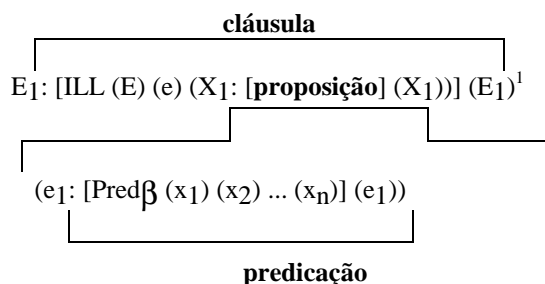 cláusula
E1: [ILL (E) (e) (X1: [proposição] (X1))] (E1)1
(e1: [Predβ (x1) (x2) ... (xn)] (e1))
predicação